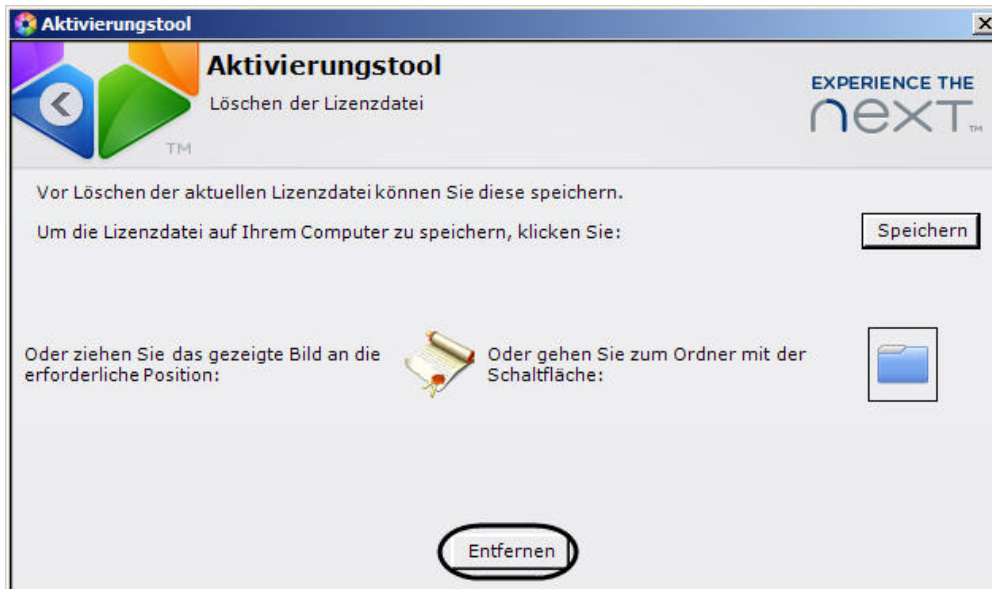 Aktivierungstool
Aktivierungstool
Löschen der Lizenzdatei
EXPERIENCE THE
next™
TM
Vor Löschen der aktuellen Lizenzdatei können Sie diese speichern.
Um die Lizenzdatei auf Ihrem Computer zu speichern, klicken Sie:
Speichern
Oder ziehen Sie das gezeigte Bild an die
erforderliche Position:
Oder gehen Sie zum Ordner mit der
Schaltfläche:
Entfernen